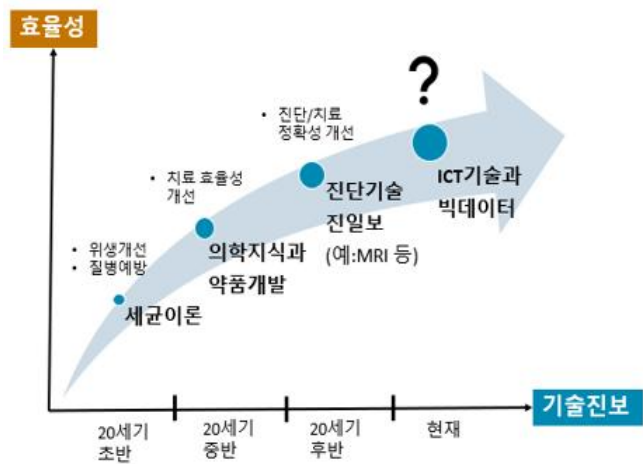 효율성
?
• 진단/치료
정확성 개선
ICT기술과
빅데이터
• 치료 효율성
개선
진단기술
진일보
(예:MRI 등)
• 위생개선
• 질병예방
의학지식과
약품개발
세균이론
기술진보
20세기
초반
20세기
중반
20세기
후반
현재